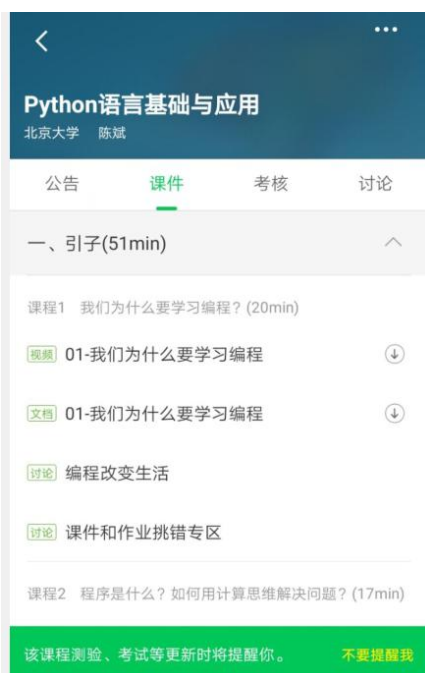 Python语言基础与应用
北京大学 陈斌
公告 课件 考核 讨论
一、引子(51min)
课程1 我们为什么要学习编程? (20min)
视频 01-我们为什么要学习编程
文档 01-我们为什么要学习编程
讨论 编程改变生活
讨论 课件和作业挑错专区
课程2 程序是什么? 如何用计算思维解决问题? (17min)
该课程测验、考试等更新时将提醒你。 不要提醒我